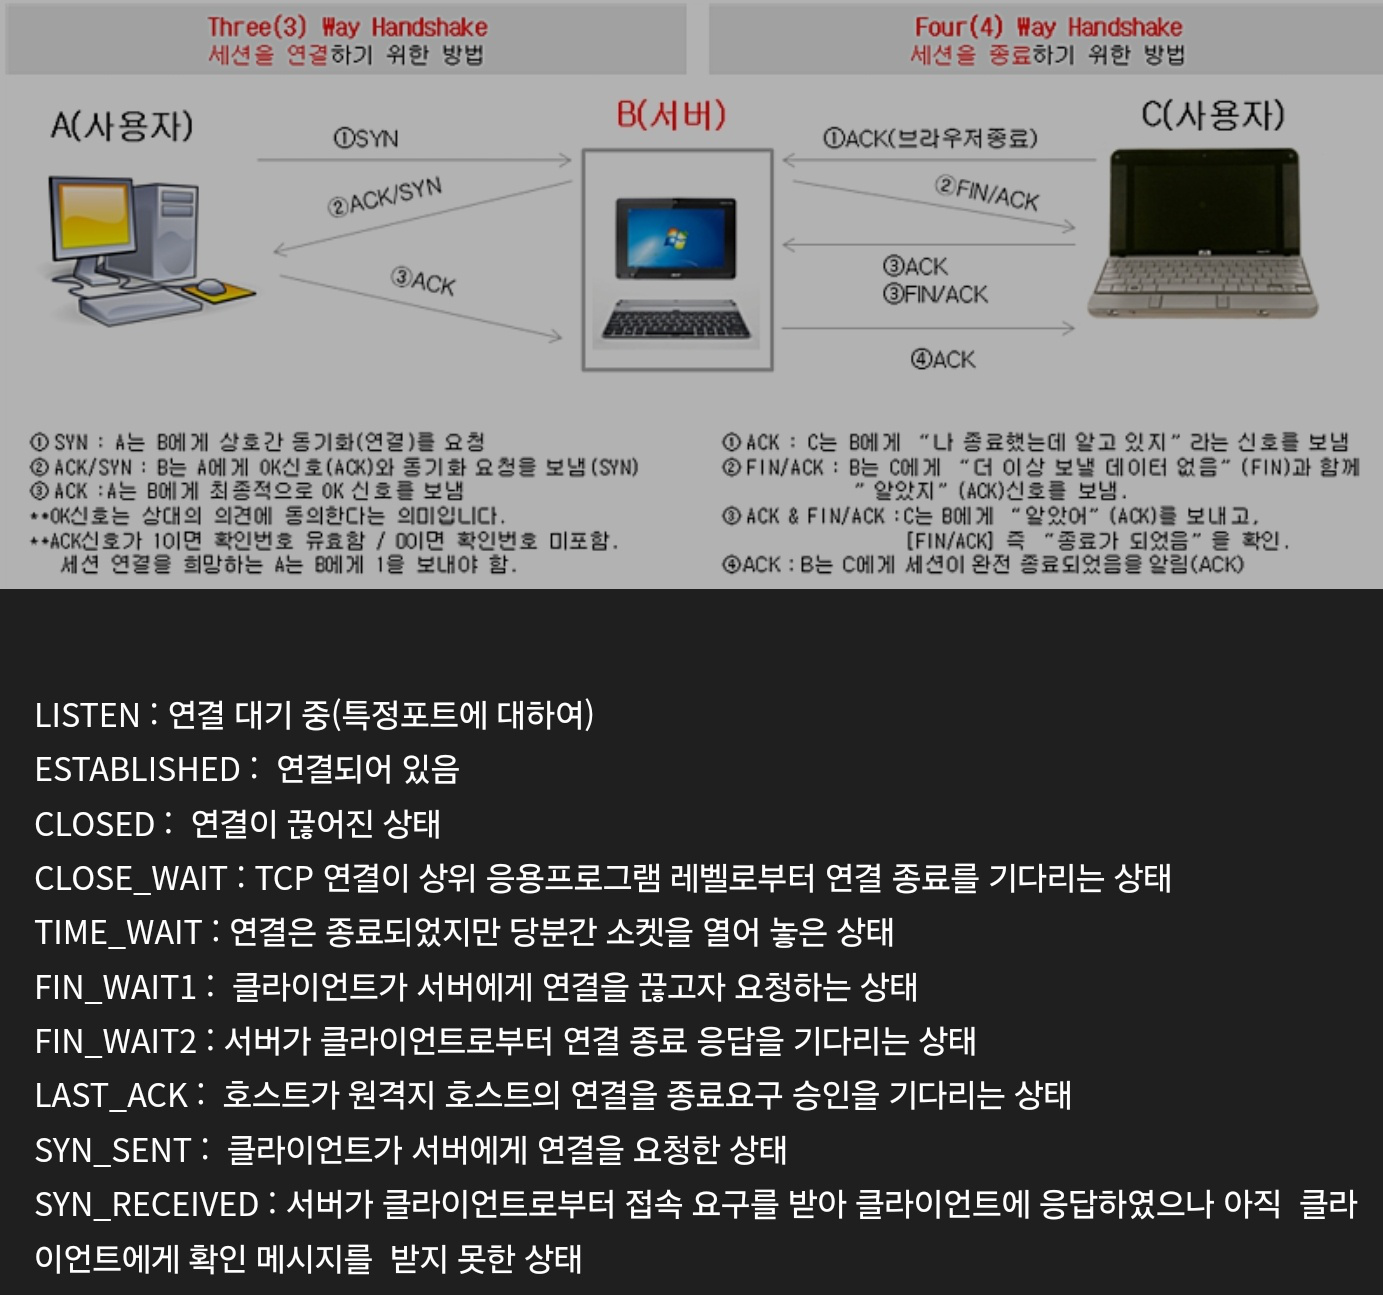 Three(3) Way Handshake
세션을 연결하기 위한 방법
Four(4) Way Handshake
세션을 종료하기 위한 방법
A(사용자)
B(서버)
C(사용자)
①SYN
②ACK/SYN
③ACK
①ACK(브라우저종료)
②FIN/ACK
③ACK
③FIN/ACK
④ACK
① SYN : A는 B에게 상호간 동기화(연결)를 요청
② ACK/SYN : B는 A에게 OK신호(ACK)와 동기화 요청을 보냄(SYN)
③ ACK :A는 B에게 최종적으로 OK 신호를 보냄
**OK신호는 상대의 의견에 동의한다는 의미입니다.
**ACK신호가 1이면 확인번호 유효함 / 0이면 확인번호 미포함.
세션 연결을 희망하는 A는 B에게 1을 보내야 함.
① ACK : C는 B에게 "나 종료했는데 알고 있지" 라는 신호를 보냄
② FIN/ACK : B는 C에게 "더 이상 보낼 데이터 없음" (FIN)과 함께
" 알았지" (ACK)신호를 보냄.
③ ACK & FIN/ACK :C는 B에게 "알았어" (ACK)를 보내고,
[FIN/ACK] 즉 "종료가 되었음" 을 확인.
④ACK : B는 C에게 세션이 완전 종료되었음을 알림(ACK)
LISTEN : 연결 대기 중(특정포트에 대하여)
ESTABLISHED : 연결되어 있음
CLOSED : 연결이 끊어진 상태
CLOSE_WAIT : TCP 연결이 상위 응용프로그램 레벨로부터 연결 종료를 기다리는 상태
TIME_WAIT : 연결은 종료되었지만 당분간 소켓을 열어 놓은 상태
FIN_WAIT1 : 클라이언트가 서버에게 연결을 끊고자 요청하는 상태
FIN_WAIT2 : 서버가 클라이언트로부터 연결 종료 응답을 기다리는 상태
LAST_ACK : 호스트가 원격지 호스트의 연결을 종료요구 승인을 기다리는 상태
SYN_SENT : 클라이언트가 서버에게 연결을 요청한 상태
SYN_RECEIVED : 서버가 클라이언트로부터 접속 요구를 받아 클라이언트에 응답하였으나 아직 클라
이언트에게 확인 메시지를 받지 못한 상태